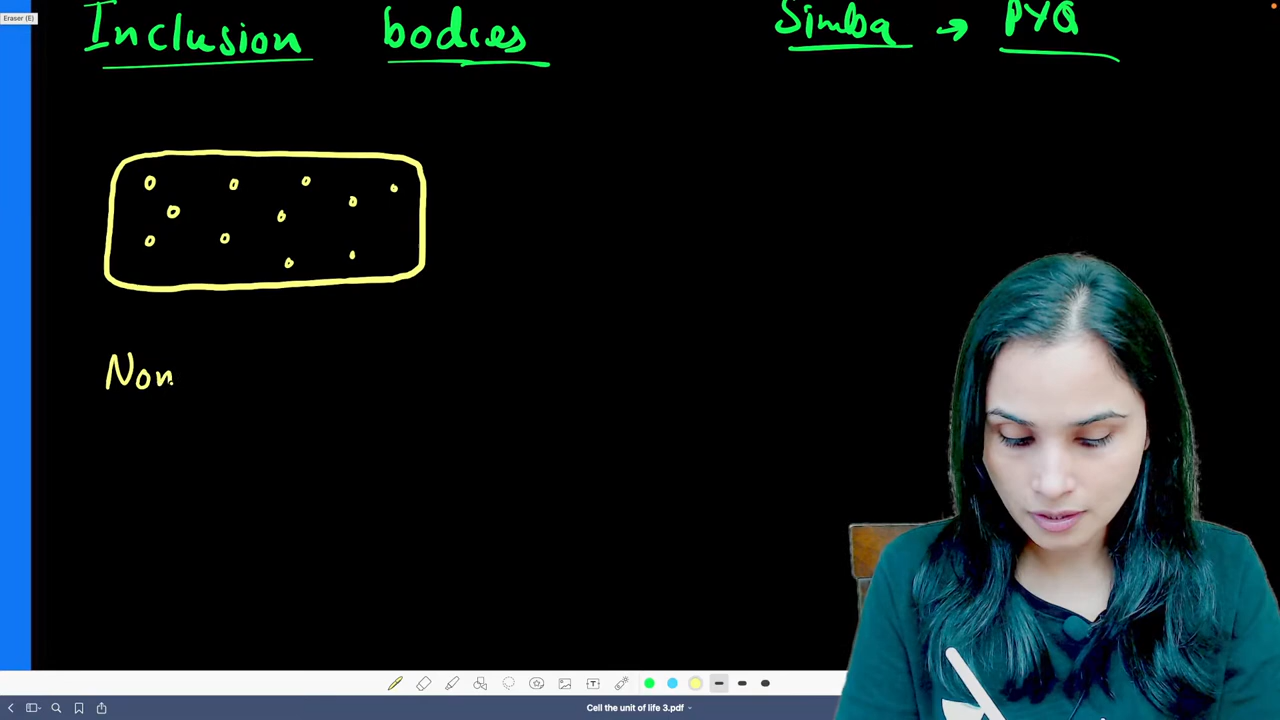 Eraser (E)
Inclusion bodies
Simba → PYQ
Non
Cell the unit of life 3.pdf